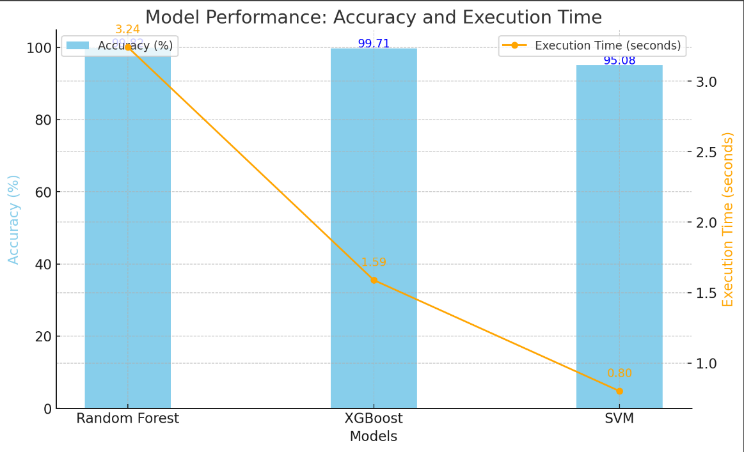 Model Performance: Accuracy and Execution Time
3.24
Accuracy (%)
99.71
Execution Time (seconds)
95.08
100
80
60
40
20
0
Accuracy (%)
3.0
2.5
2.0
1.5
1.0
Execution Time (seconds)
1.59
0.80
Random Forest
XGBoost
SVM
Models